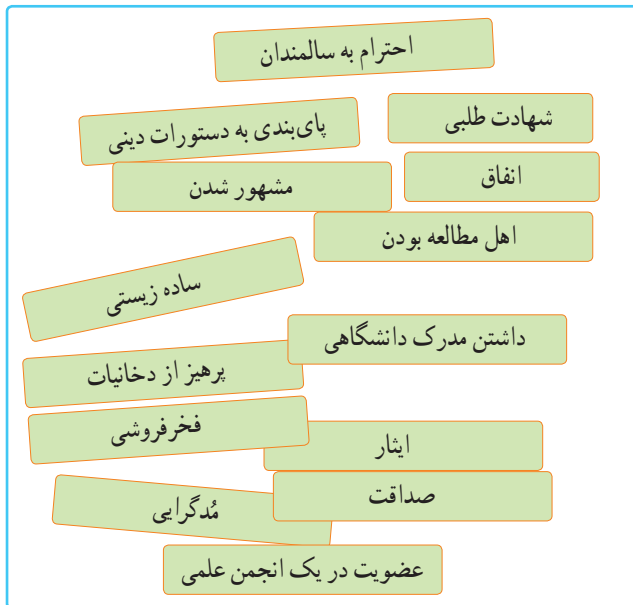 احترام به سالمندان
شهادت طلبی
پای‌بندی به دستورات دینی
انفاق
مشهور شدن
اهل مطالعه بودن
ساده زیستی
داشتن مدرک دانشگاهی
پرهیز از دخانیات
فخرفروشی
ایثار
صداقت
مُدگرایی
عضویت در یک انجمن علمی